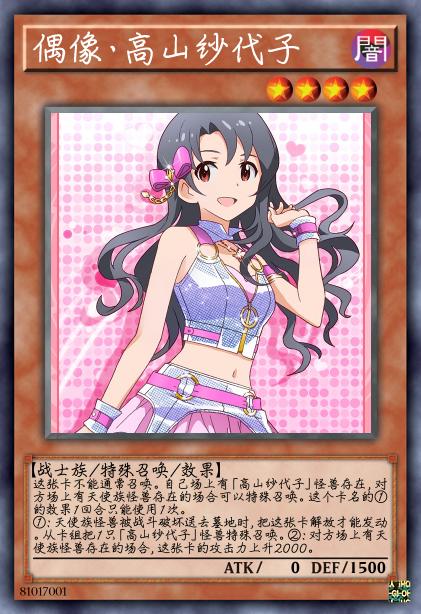 偶像·高山纱代子
闇
【战士族/特殊召唤/效果】
这张卡不能通常召唤。自己场上有「高山纱代子」怪兽存在，对
方场上有天使族怪兽存在的场合可以特殊召唤。这个卡名的①
的效果1回合只能使用1次。
①：天使族怪兽被战斗破坏送去墓地时，把这张卡解放才能发动
。从卡组把1只「高山纱代子」怪兽特殊召唤。②：对方场上有天
使族怪兽存在的场合，这张卡的攻击力上升2000。
ATK/ 0 DEF/1500
81017001